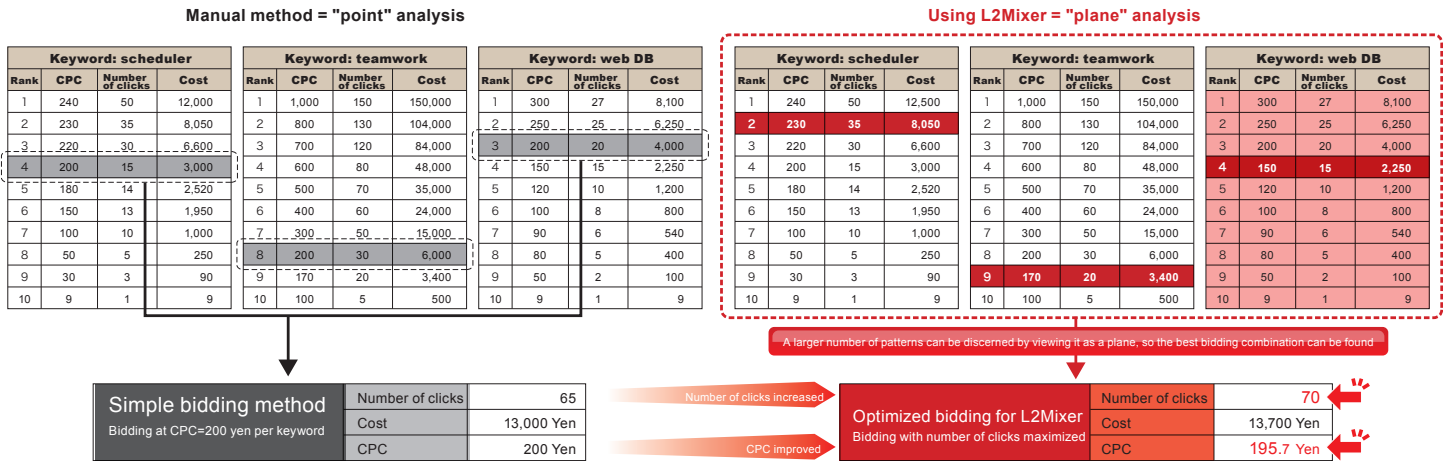 Manual method = "point" analysis
Keyword: scheduler
Rank CPC Number of clicks Cost
1 240 50 12,000
2 230 35 8,050
3 220 30 6,600
4 200 15 3,000
5 180 14 2,520
6 150 13 1,950
7 100 10 1,000
8 50 5 250
9 30 3 90
10 9 1 9
Keyword: teamwork
Rank CPC Number of clicks Cost
1 1,000 150 150,000
2 800 130 104,000
3 700 120 84,000
4 600 80 48,000
5 500 70 35,000
6 400 60 24,000
7 300 50 15,000
8 200 30 6,000
9 170 20 3,400
10 100 5 500
Keyword: web DB
Rank CPC Number of clicks Cost
1 300 27 8,100
2 250 25 6,250
3 200 20 4,000
4 150 15 2,250
5 120 10 1,200
6 100 8 800
7 90 6 540
8 80 5 400
9 50 2 100
10 9 1 9
Using L2Mixer = "plane" analysis
Keyword: scheduler
Rank CPC Number of clicks Cost
1 240 50 12,500
2 230 35 8,050
3 220 30 6,600
4 200 15 3,000
5 180 14 2,520
6 150 13 1,950
7 100 10 1,000
8 50 5 250
9 30 3 90
10 9 1 9
Keyword: teamwork
Rank CPC Number of clicks Cost
1 1,000 150 150,000
2 800 130 104,000
3 700 120 84,000
4 600 80 48,000
5 500 70 35,000
6 400 60 24,000
7 300 50 15,000
8 200 30 6,000
9 170 20 3,400
10 100 5 500
Keyword: web DB
Rank CPC Number of clicks Cost
1 300 27 8,100
2 250 25 6,250
3 200 20 4,000
4 150 15 2,250
5 120 10 1,200
6 100 8 800
7 90 6 540
8 80 5 400
9 50 2 100
10 9 1 9
A larger number of patterns can be discerned by viewing it as a plane, so the best bidding combination can be found
Simple bidding method
Bidding at CPC=200 yen per keyword
Number of clicks 65
Cost 13,000 Yen
CPC 200 Yen
Number of clicks increased
CPC improved
Optimized bidding for L2Mixer
Bidding with number of clicks maximized
Number of clicks 70
Cost 13,700 Yen
CPC 195.7 Yen